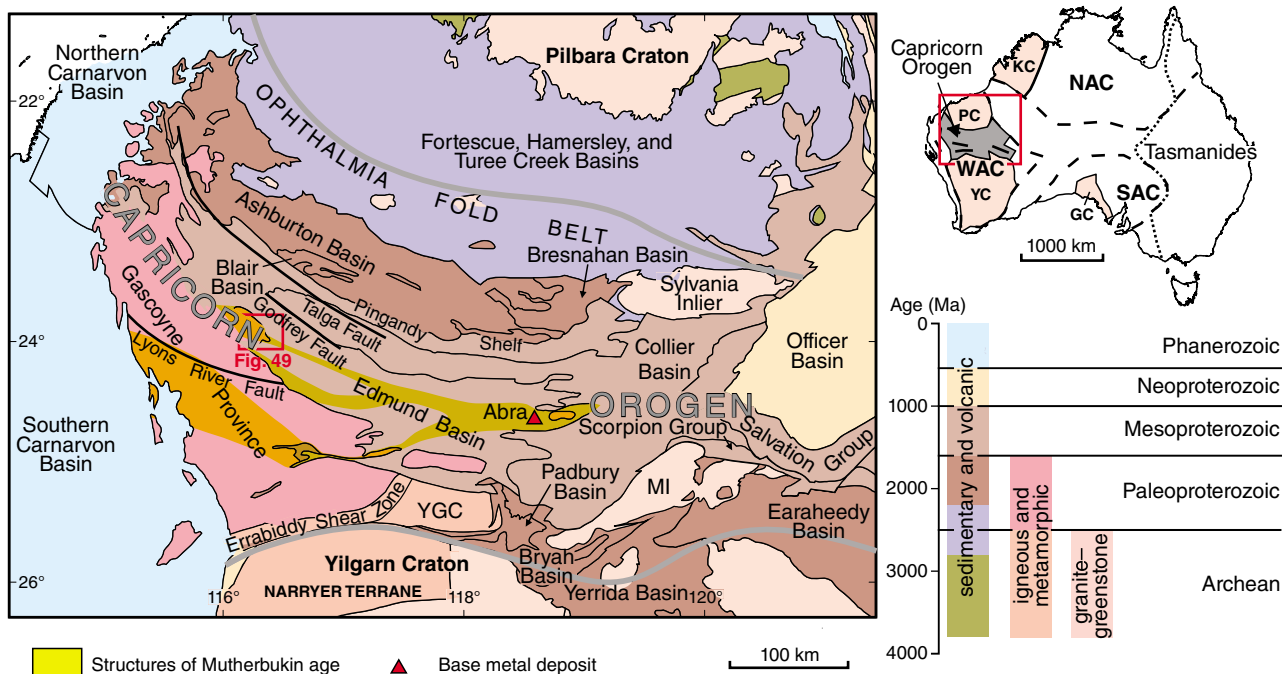 Northern
Carnarvon
Basin
22°
24°
26°
Southern
Carnarvon
Basin
Pilbara Craton
OPHTHALMIA
FOLD
BELT
Fortescue, Hamersley, and
Turee Creek Basins
CAPRICORN
OROGEN
Ashburton Basin
Bresnahan Basin
Blair
Basin
Sylvania
Inlier
Gascoyne
Province
Godfrey Fault
Talga Fault
Pingandy
Shelf
Collier
Basin
Officer
Basin
Fig. 49
Lyons
River
Fault
Edmund
Basin
Abra
Scorpion Group
Salvation
Group
Padbury
Basin
MI
Earaheedy
Basin
Errabiddy Shear Zone
YGC
Bryah
Basin
Yilgarn Craton
NARRYER TERRANE
Yerrida Basin
116°
118°
120°
Structures of Mutherbukin age
Base metal deposit
100 km
Capricorn
Orogen
KC
NAC
PC
WAC
YC
Tasmanides
SAC
GC
1000 km
Age (Ma)
0
1000
2000
3000
4000
Phanerozoic
Neoproterozoic
Mesoproterozoic
Paleoproterozoic
Archean
sedimentary and volcanic
igneous and
metamorphic
granite–
greenstone